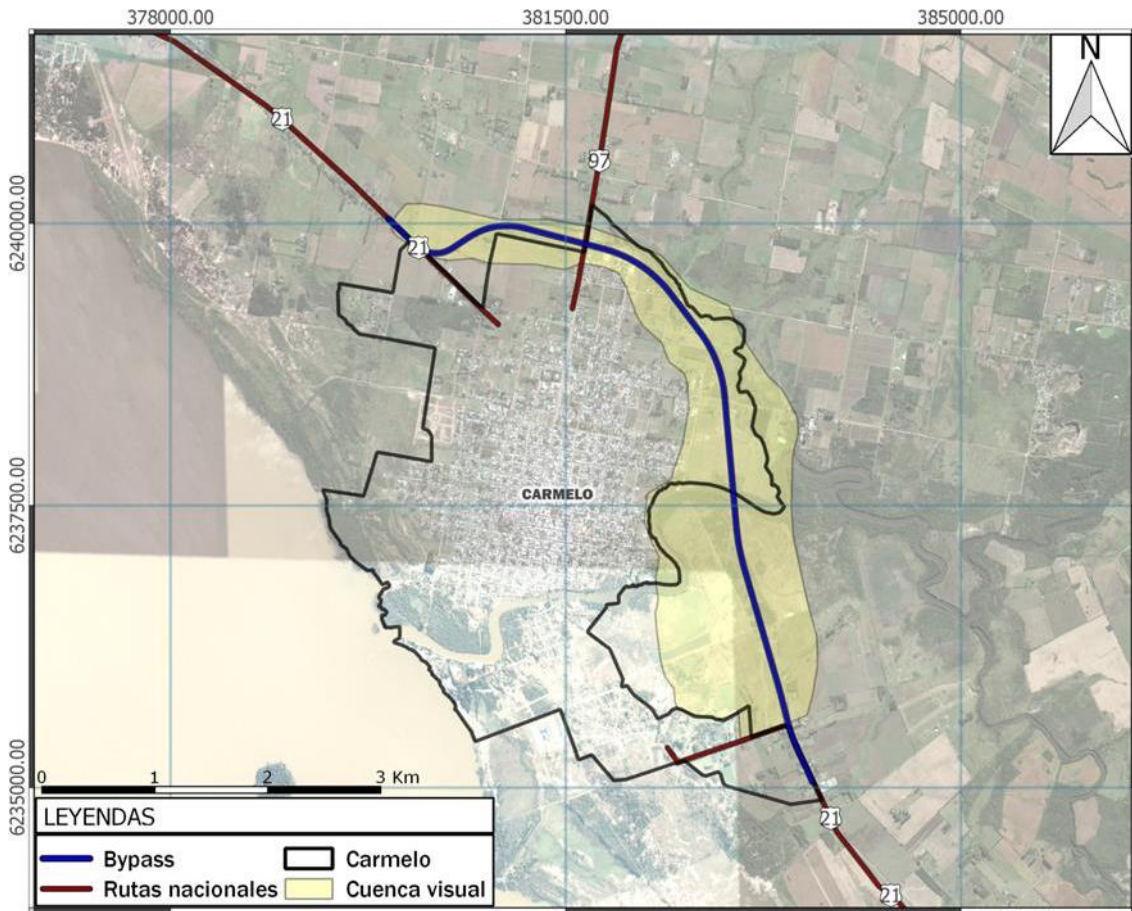 378000.00 381500.00 385000.00
N
21
97
6240000.00
21
6237500.00
CARMELO
6235000.00
0 1 2 3 Km
21
LEYENDAS
Bypass
Carmelo
Rutas nacionales
Cuenca visual
21